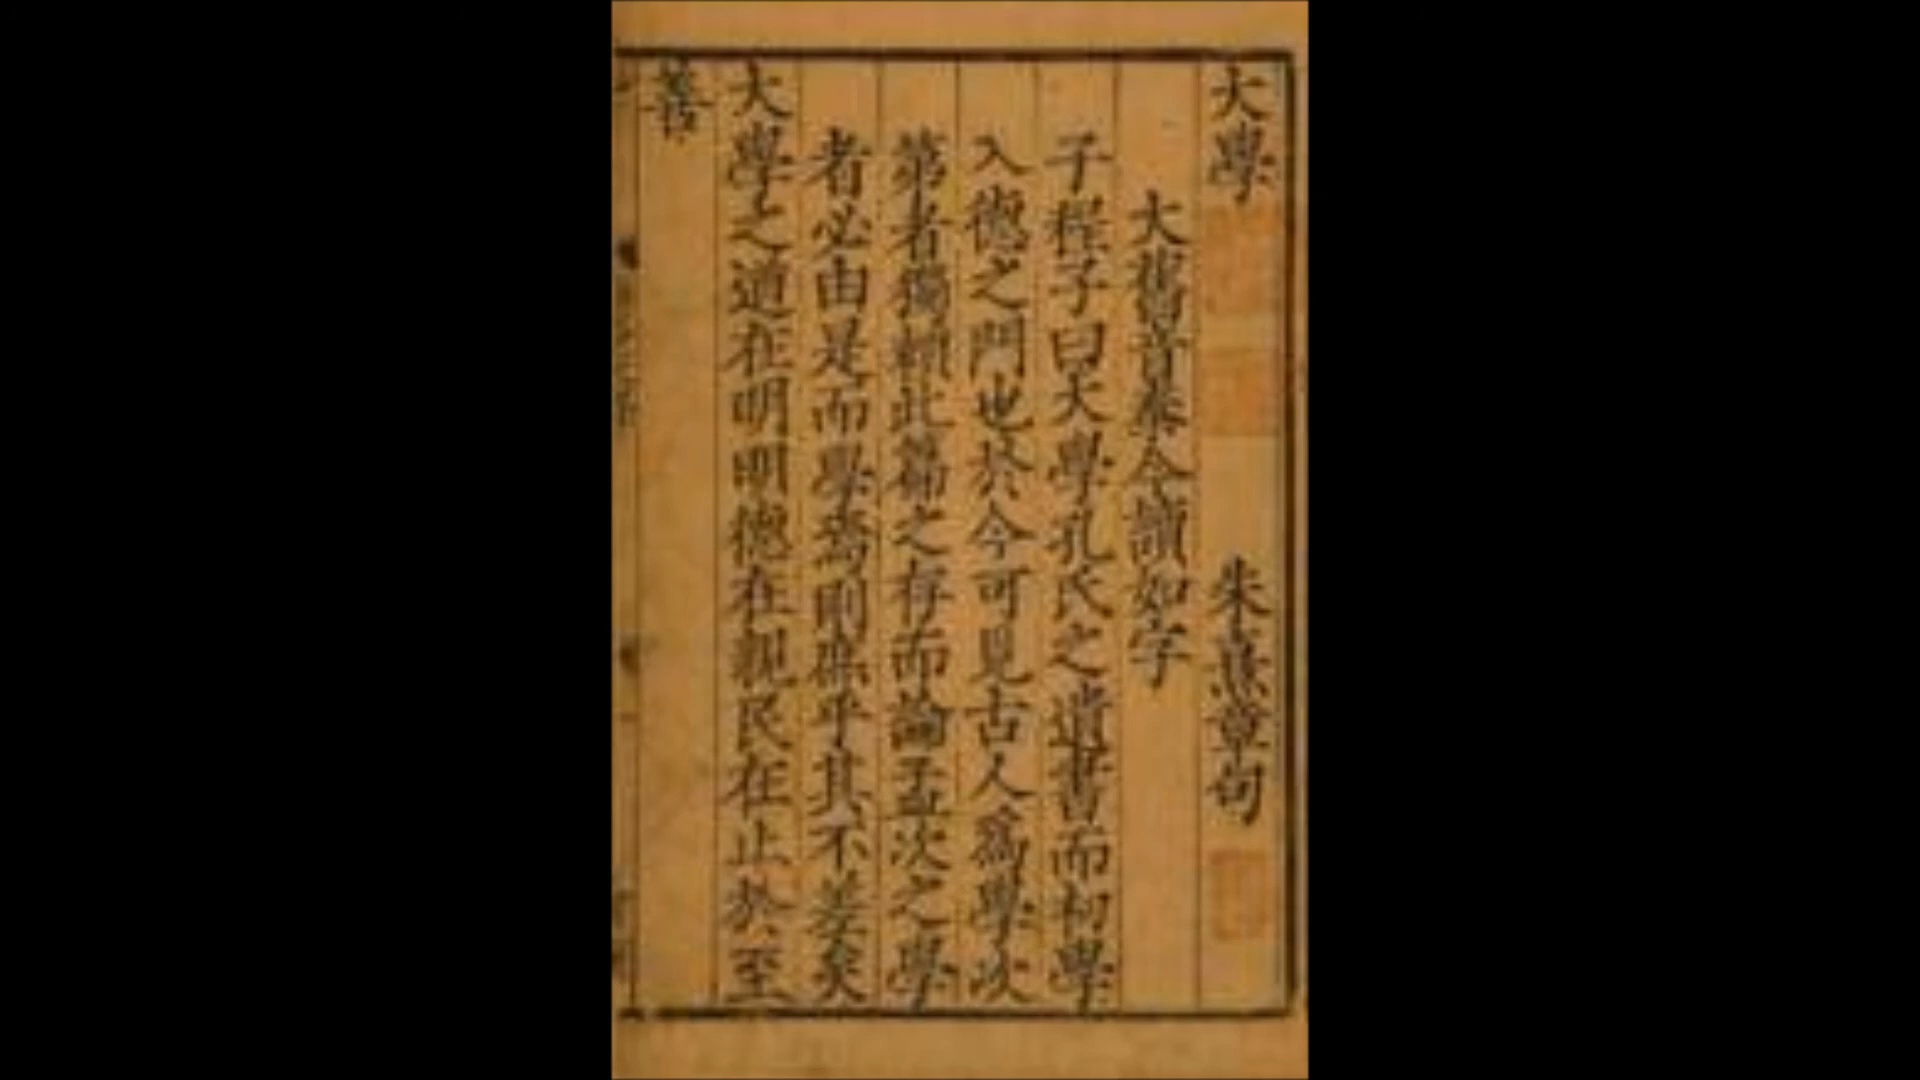 大學 朱熹章句
大舊音泰今讀如字
子程子曰大學孔氏之遺書而初學
入德之門也於今可見古人爲學次
第者獨賴此篇之存而論孟次之學
者必由是而學焉則庶乎其不差矣
大學之道在明明德在親民在止於至
善